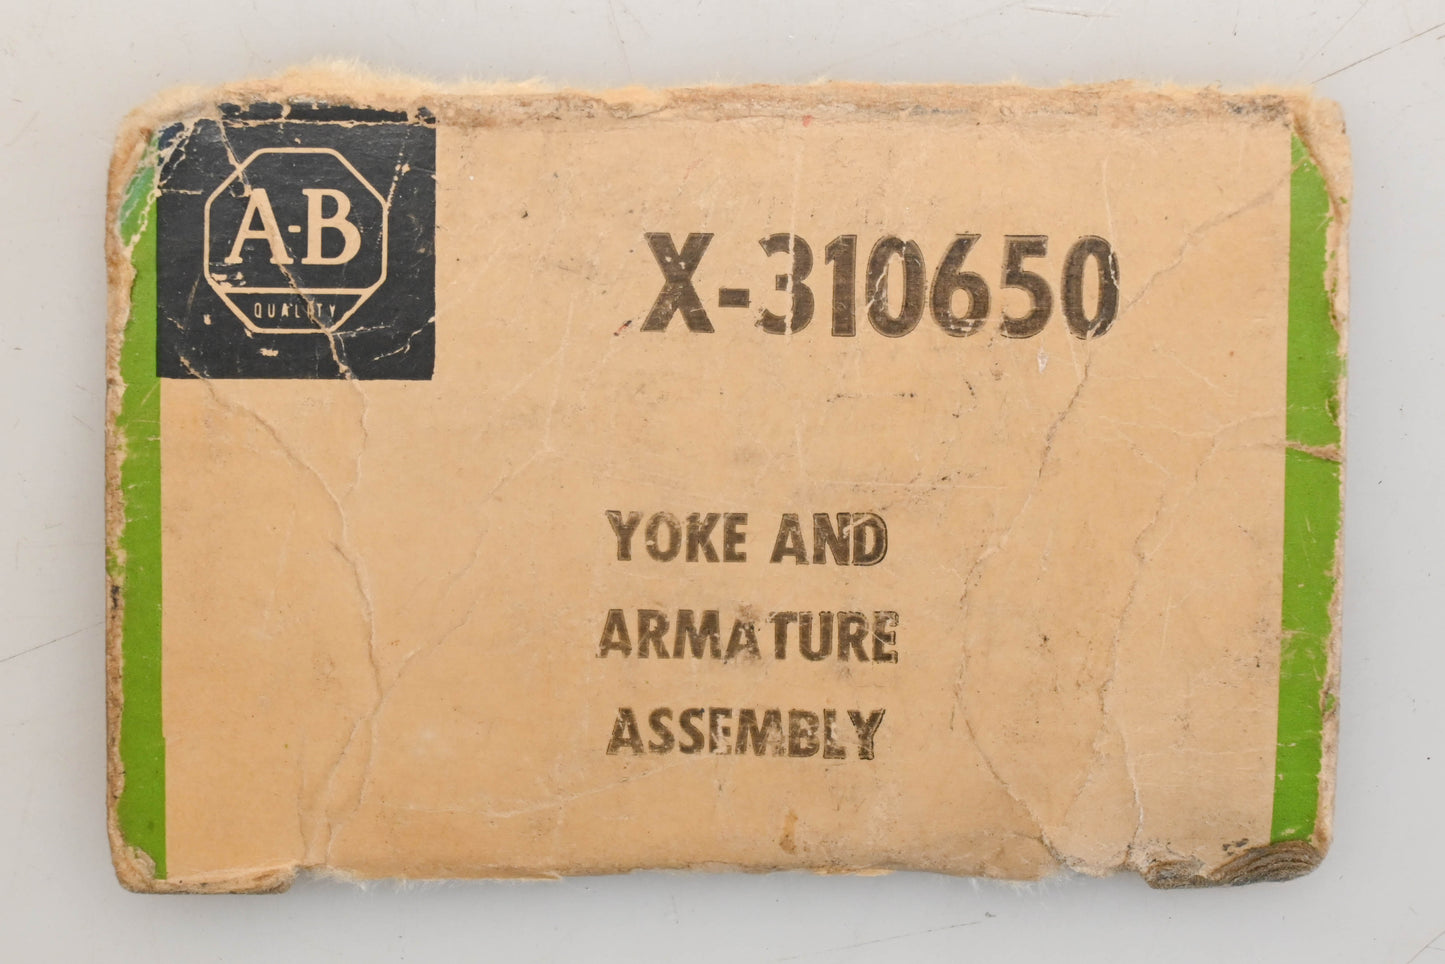 A-B
QUALITY
X-310650
YOKE AND
ARMATURE
ASSEMBLY